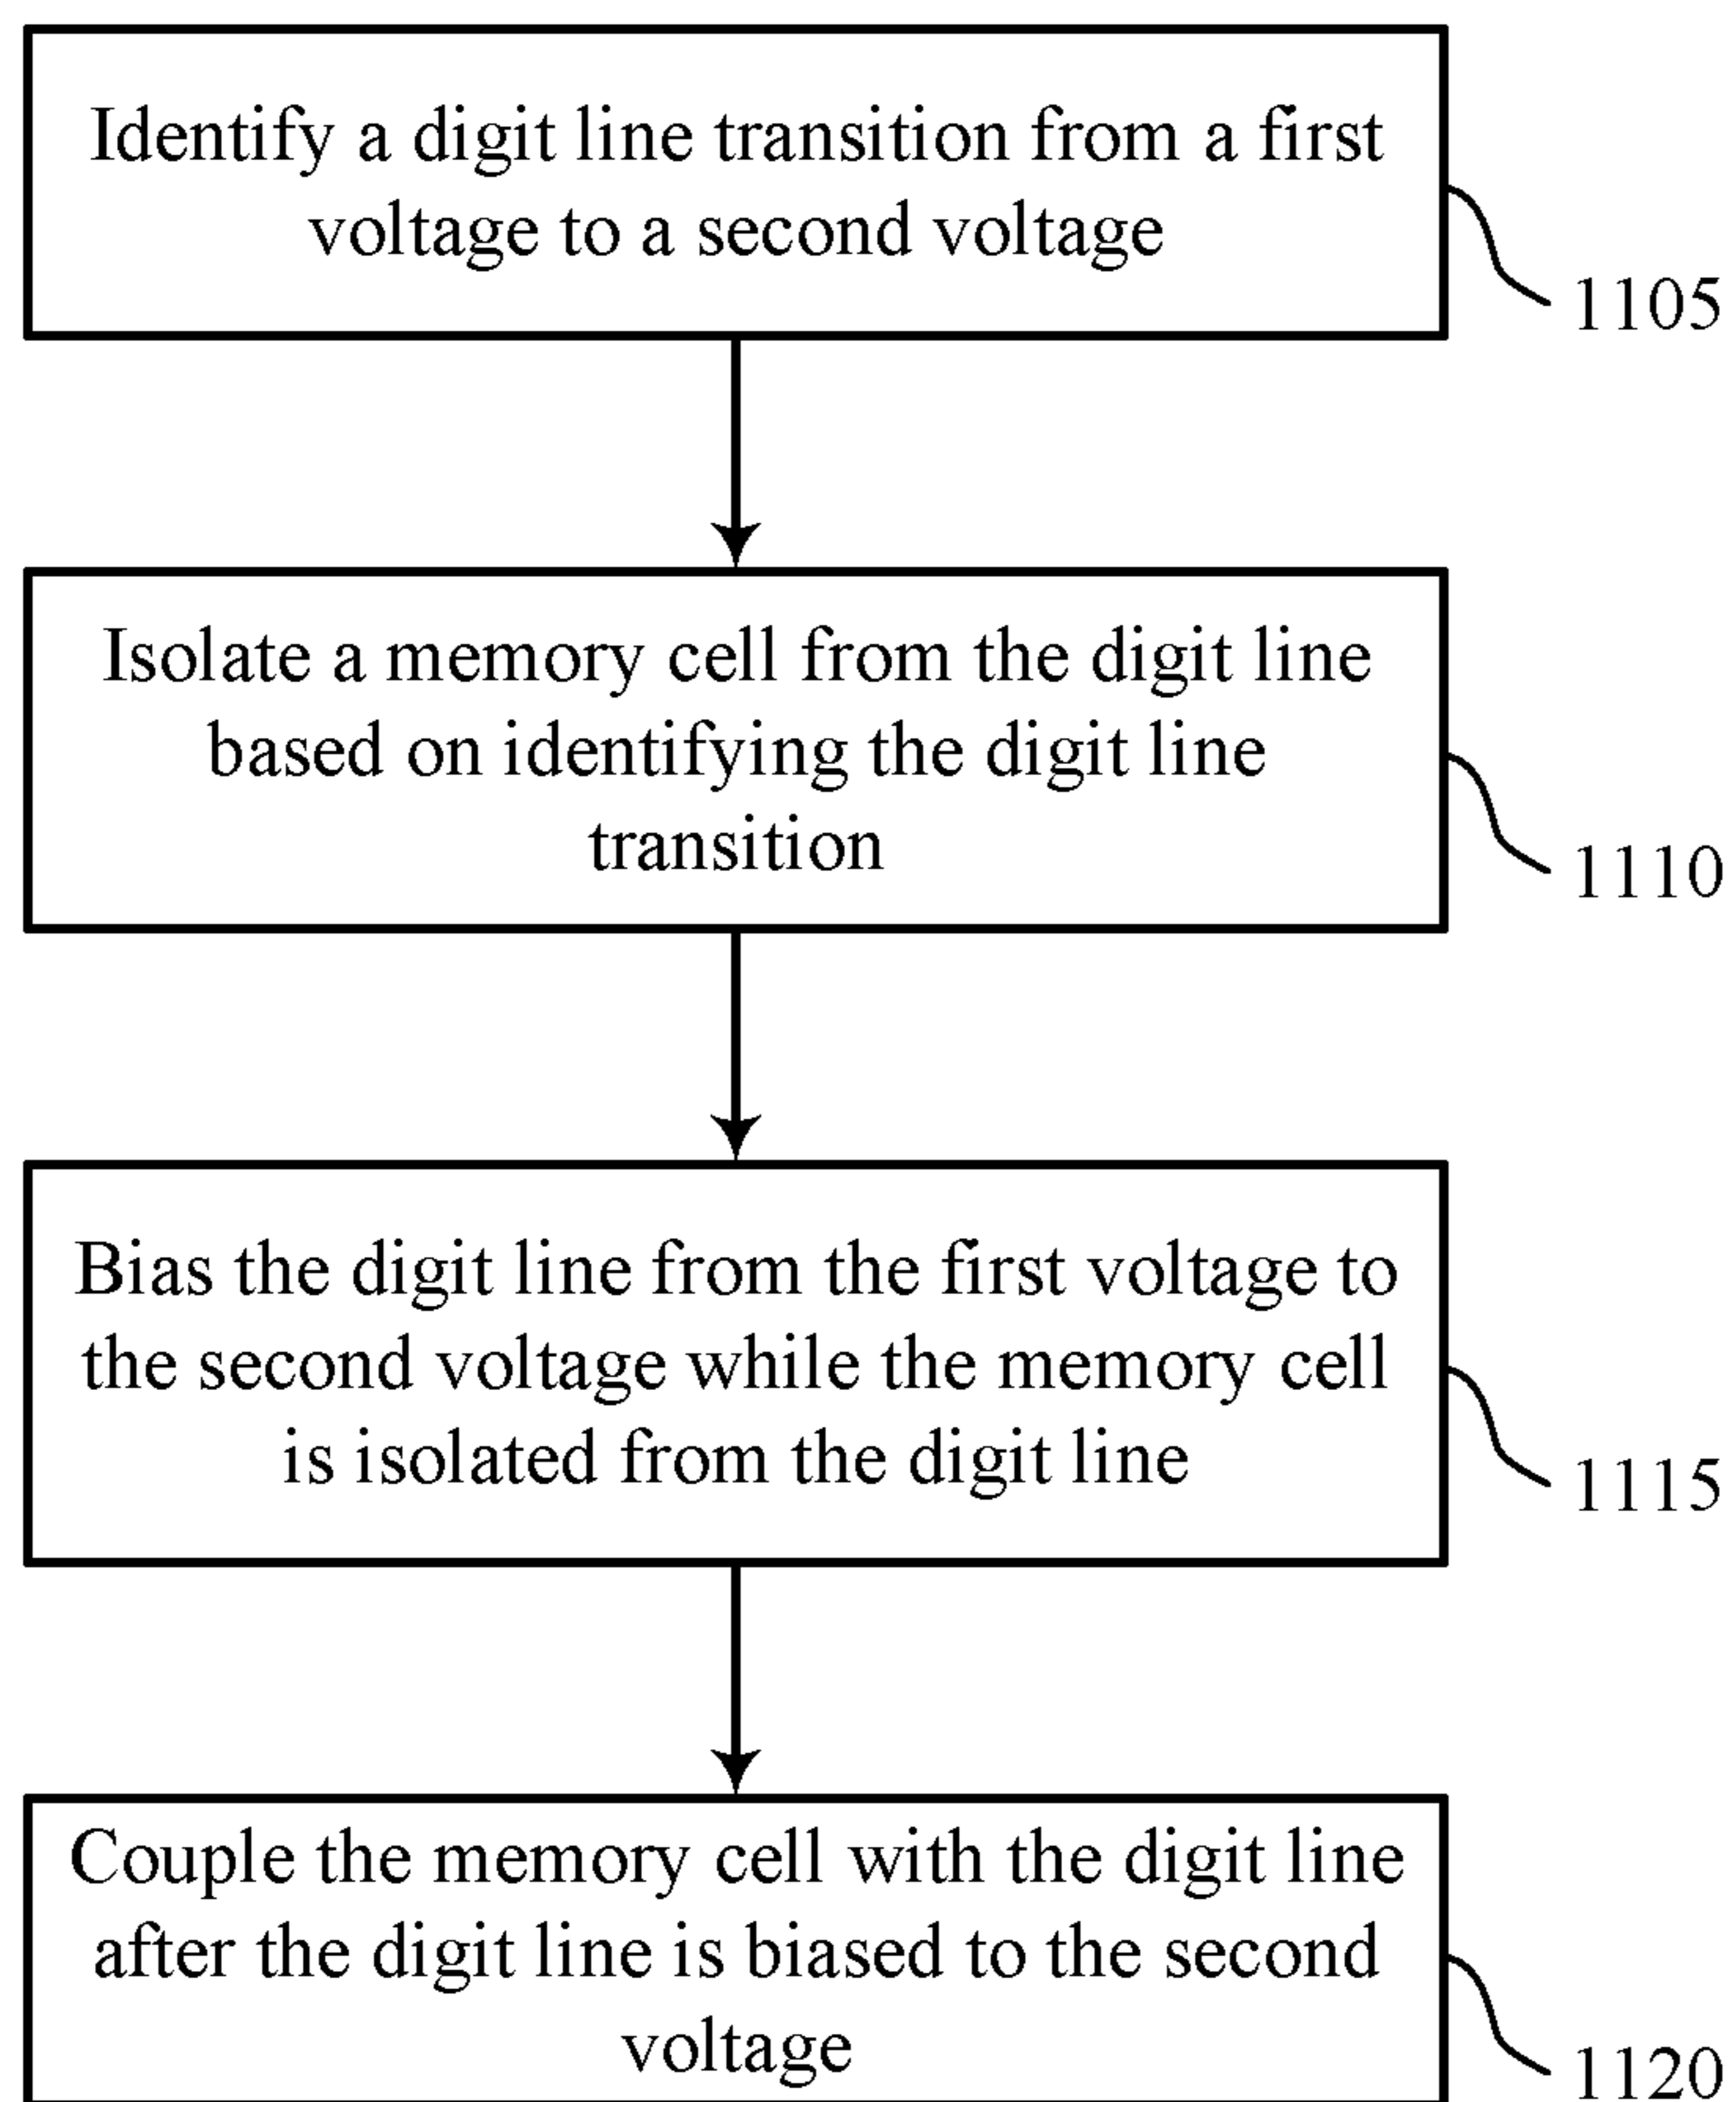 Identify a digit line transition from a first
voltage to a second voltage
1105
Isolate a memory cell from the digit line
based on identifying the digit line
transition
1110
Bias the digit line from the first voltage to
the second voltage while the memory cell
is isolated from the digit line
1115
Couple the memory cell with the digit line
after the digit line is biased to the second
voltage
1120